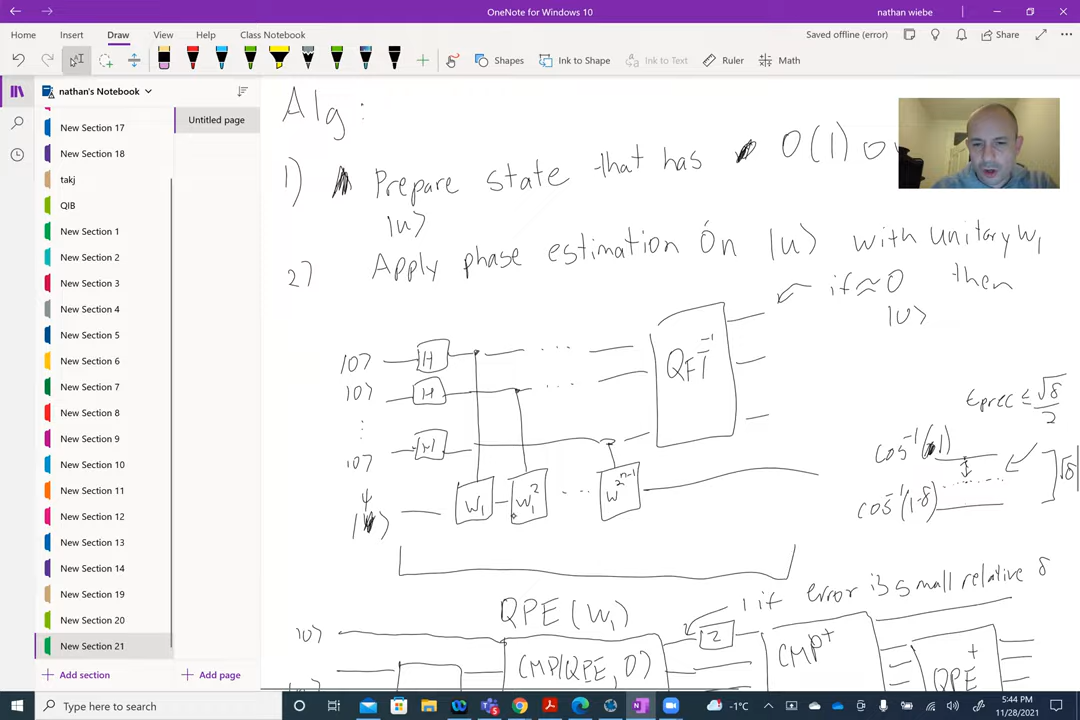 OneNote for Windows 10
nathan wiebe
Home
Insert
Draw
View
Help
Class Notebook
Saved offline (error)
Share
Shapes
Ink to Shape
Ink to Text
Ruler
Math
nathan's Notebook
Untitled page
New Section 17
New Section 18
takj
QIB
New Section 1
New Section 2
New Section 3
New Section 4
New Section 5
New Section 6
New Section 7
New Section 8
New Section 9
New Section 10
New Section 11
New Section 12
New Section 13
New Section 14
New Section 19
New Section 20
New Section 21
Add section
Add page
Alg:
1) Prepare state that has O(1)
|u⟩
2) Apply phase estimation on |u⟩ with unitary W₁
if ≈ 0 then
|u⟩
|0⟩ H ...
|0⟩ H ...
⋮
|0⟩ H
QFT⁻¹
ψ
W₁ W₁² ... W^{2^{n-1}}
εprec ≤ √δ/2
cos⁻¹(1)
cos⁻¹(1-δ)
√δ
QPE(W₁)
1 if error is small relative δ
|0⟩
CMP(QPE, 0)
Z
CMP†
QPE†
Type here to search
-1°C
5:44 PM
11/28/2021